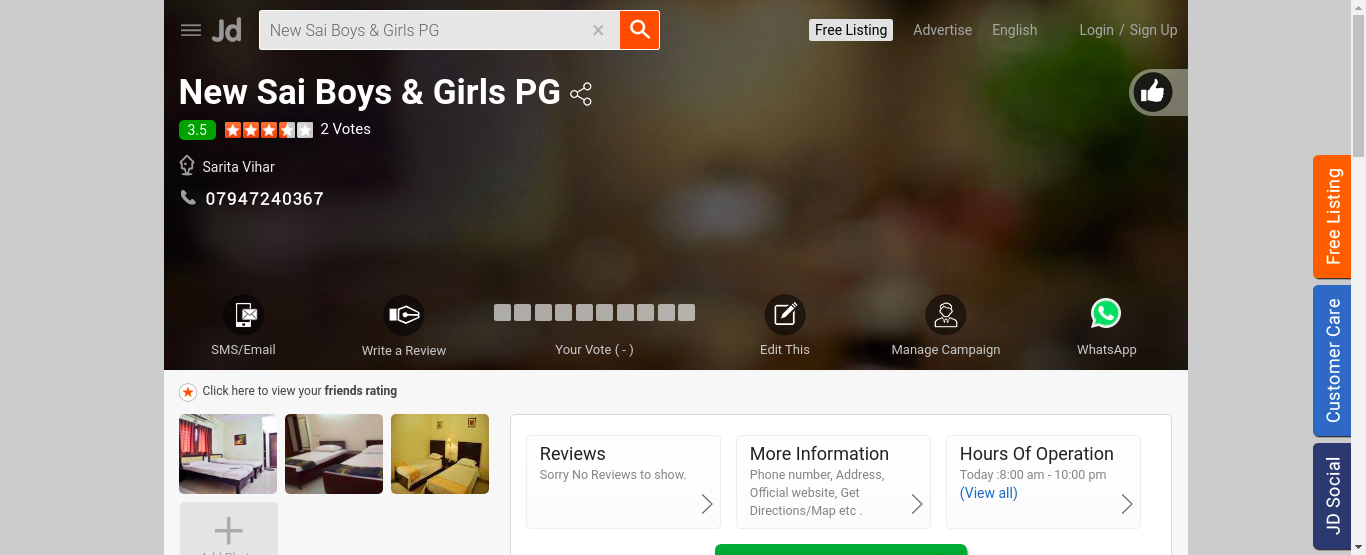 Jd
New Sai Boys & Girls PG
Free Listing
Advertise
English
Login / Sign Up
New Sai Boys & Girls PG
3.5
2 Votes
Sarita Vihar
07947240367
SMS/Email
Write a Review
Your Vote ( - )
Edit This
Manage Campaign
WhatsApp
Click here to view your friends rating
Reviews
Sorry No Reviews to show.
More Information
Phone number, Address,
Official website, Get
Directions/Map etc .
Hours Of Operation
Today :8:00 am - 10:00 pm
(View all)
Free Listing
Customer Care
JD Social